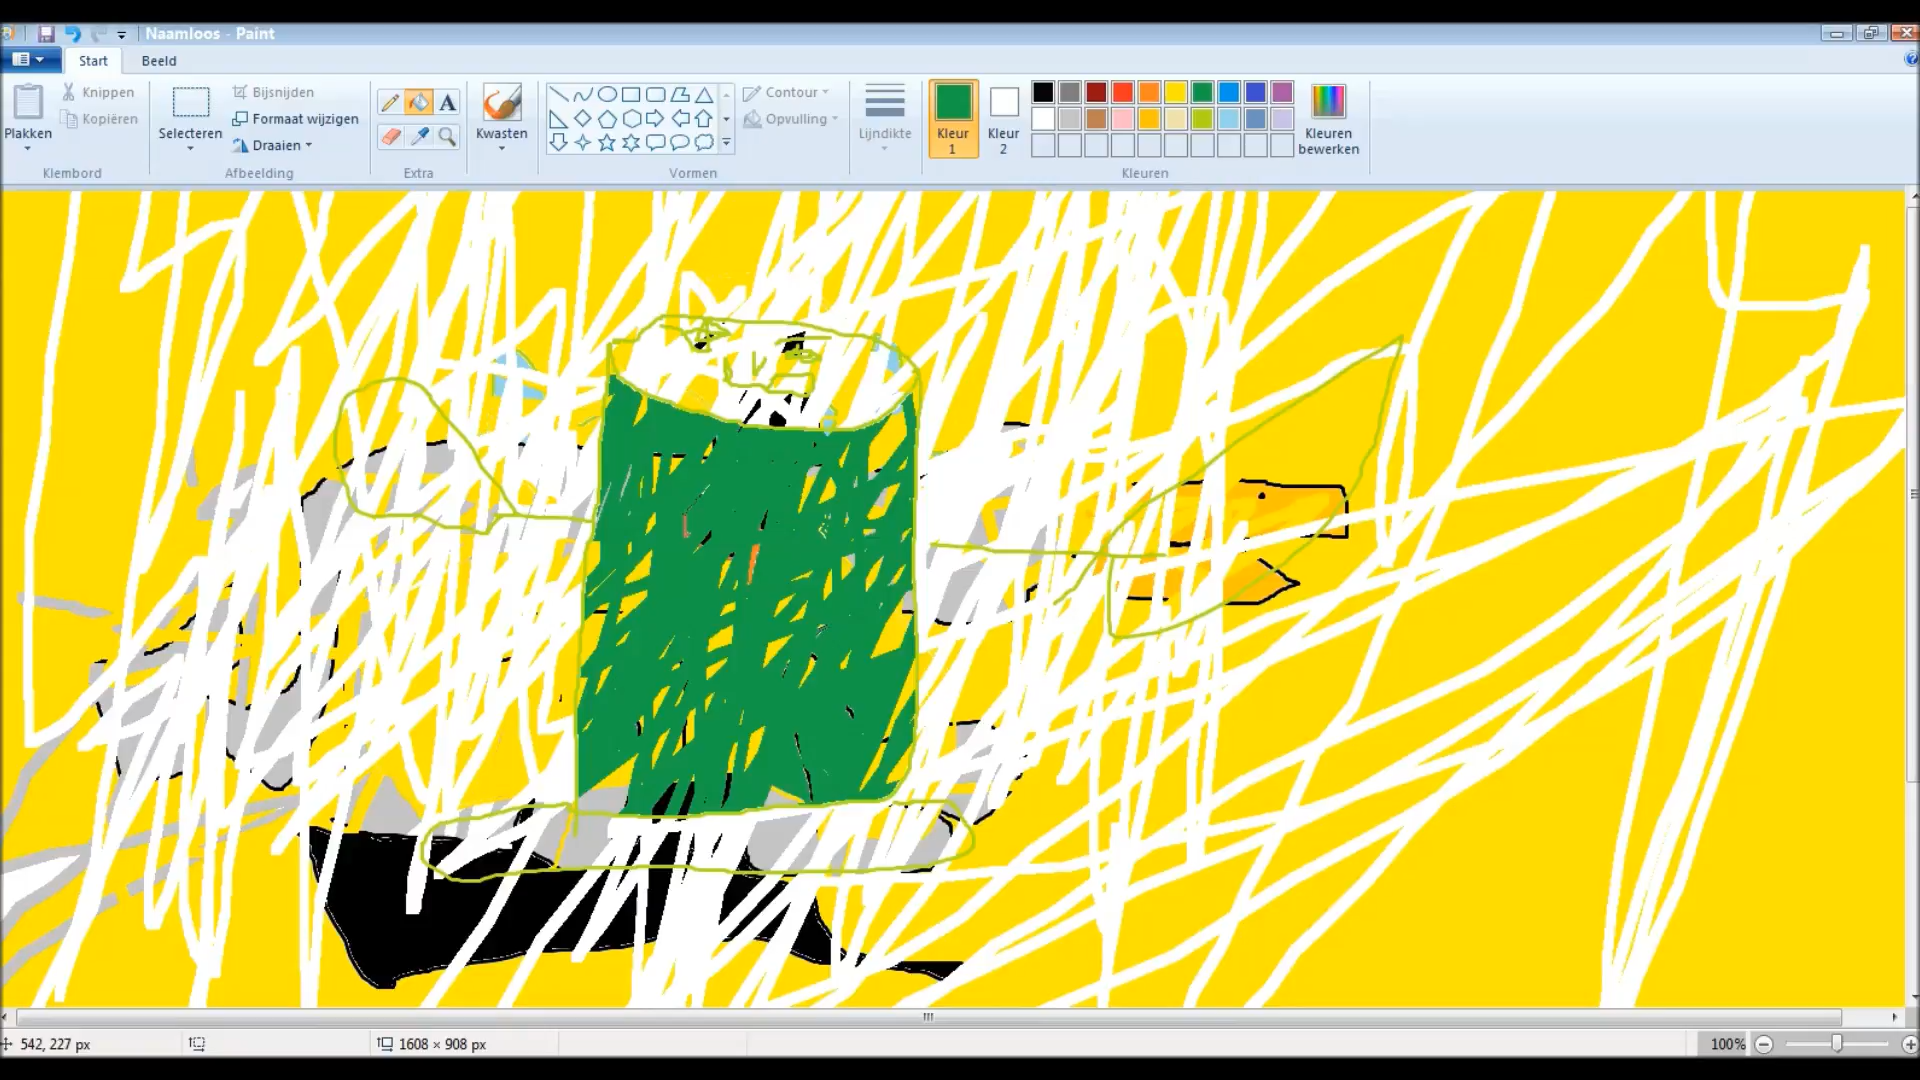 Naamloos - Paint
Start
Beeld
Plakken
Knippen
Kopiëren
Klembord
Selecteren
Bijsnijden
Formaat wijzigen
Draaien
Afbeelding
A
Extra
Kwasten
Contour
Opvulling
Vormen
Lijndikte
Kleur 1
Kleur 2
Kleuren bewerken
Kleuren
542, 227 px
1608 × 908 px
100%